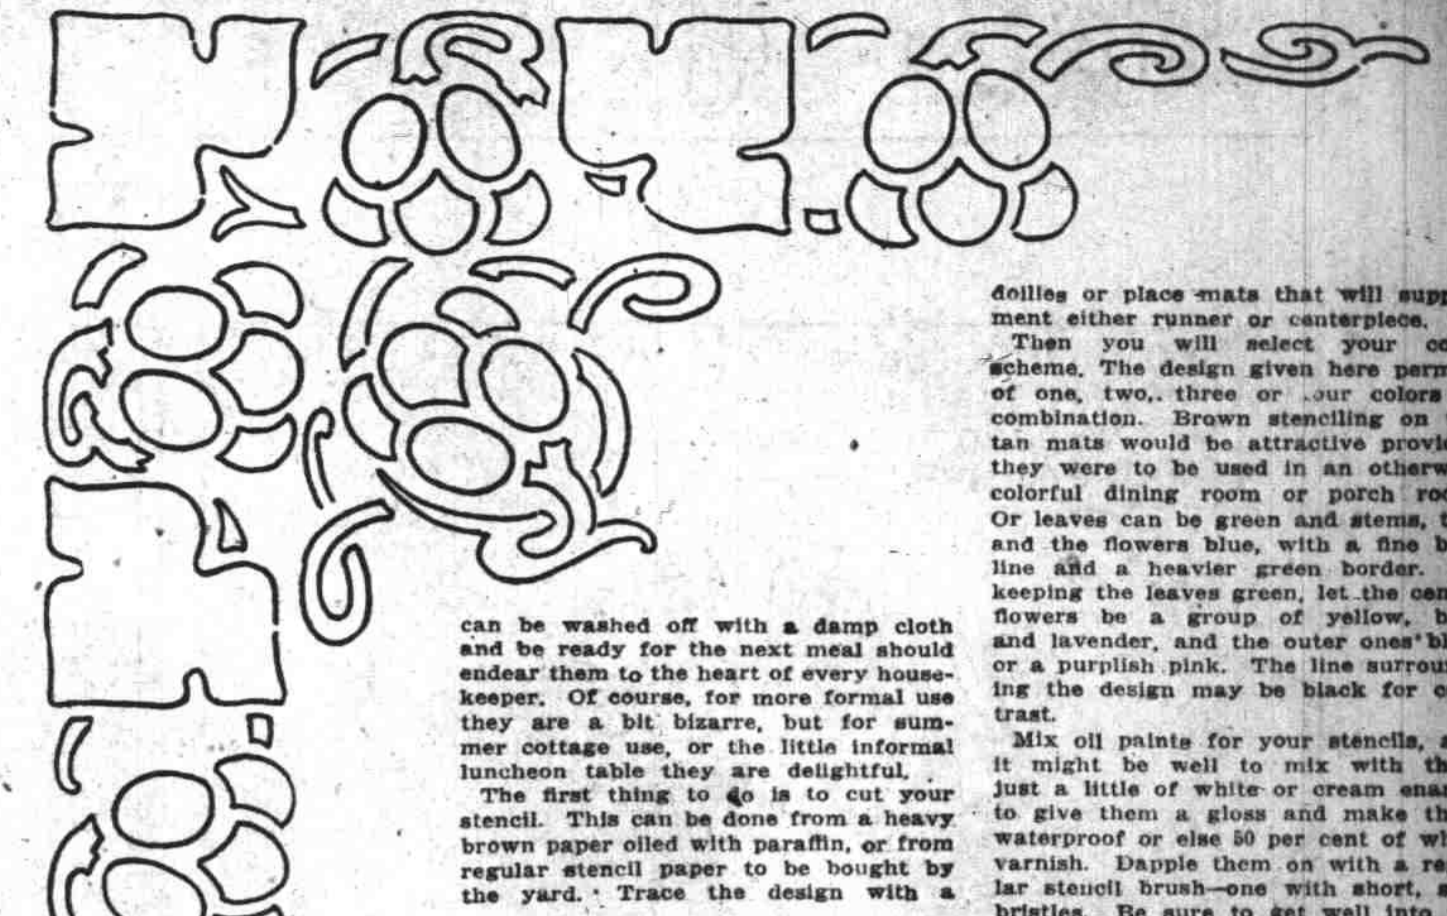 can be washed off with a damp cloth
and be ready for the next meal should
endear them to the heart of every house-
keeper. Of course, for more formal use
they are a bit bizarre, but for sum-
mer cottage use, or the little informal
luncheon table they are delightful.
The first thing to do is to cut your
stencil. This can be done from a heavy
brown paper oiled with paraffin, or from
regular stencil paper to be bought by
the yard. Trace the design with a
doilies or place mats that will
ment either runner or centerpiece.
Then you will select your
scheme. The design given here
of one, two, three or our colors
combination. Brown stenciling on
tan mats would be attractive
they were to be used in an
colorful dining room or porch
Or leaves can be green and stems,
and the flowers blue, with a fine
line and a heavier green border.
keeping the leaves green, let the
flowers be a group of yellow,
and lavender, and the outer ones
or a purplish pink. The line
ing the design may be black for
trast.
Mix oil paints for your stencils,
it might be well to mix with
just a little of white or cream
to give them a gloss and make
waterproof or else 50 per cent of
varnish. Dapple them on with a
lar stencil brush—one with short,
bristles. Be sure to get well into